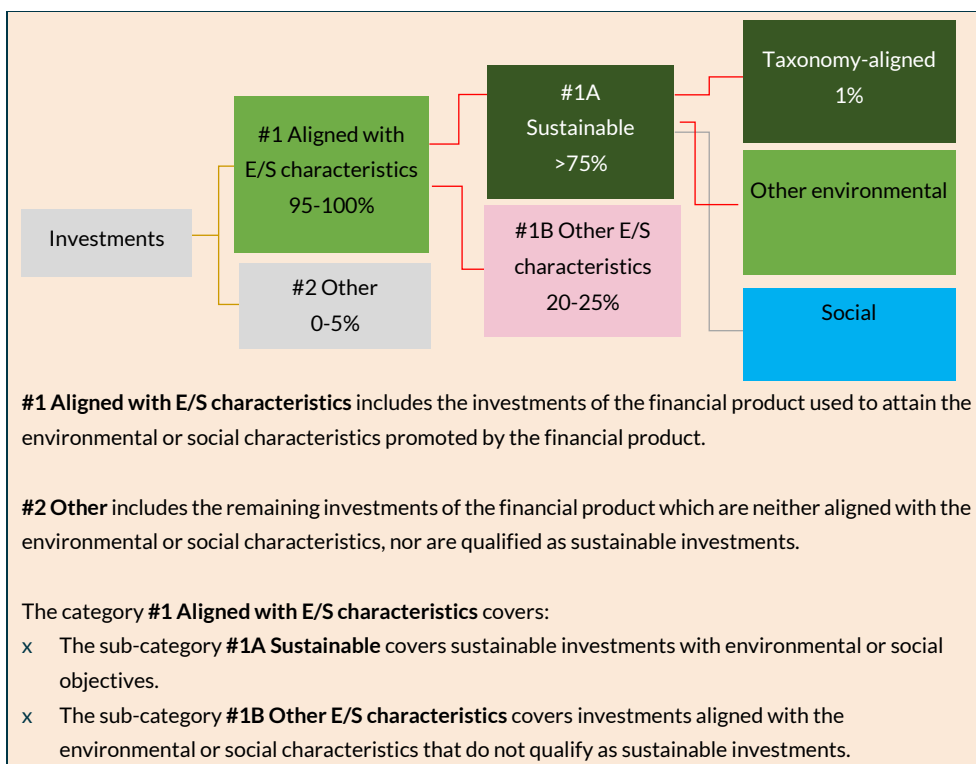 Investments
#1 Aligned with
E/S characteristics
95-100%
#2 Other
0-5%
#1A
Sustainable
>75%
#1B Other E/S
characteristics
20-25%
Taxonomy-aligned
1%
Other environmental
Social
#1 Aligned with E/S characteristics includes the investments of the financial product used to attain the
environmental or social characteristics promoted by the financial product.
#2 Other includes the remaining investments of the financial product which are neither aligned with the
environmental or social characteristics, nor are qualified as sustainable investments.
The category #1 Aligned with E/S characteristics covers:
x The sub-category #1A Sustainable covers sustainable investments with environmental or social
objectives.
x The sub-category #1B Other E/S characteristics covers investments aligned with the
environmental or social characteristics that do not qualify as sustainable investments.